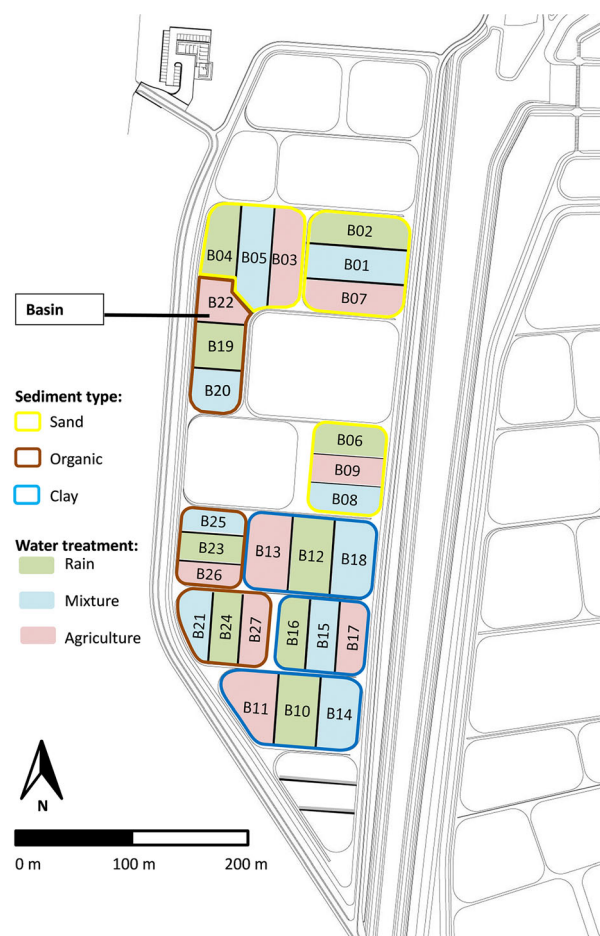 B02
B04
B05
B03
B01
B07
B22
Basin
B19
B20
Sediment type:
Sand
Organic
Clay
B06
B09
B08
B25
B23
B26
B13
B12
B18
Water treatment:
Rain
Mixture
Agriculture
B21
B24
B27
B16
B15
B17
B11
B10
B14
N
0 m
100 m
200 m